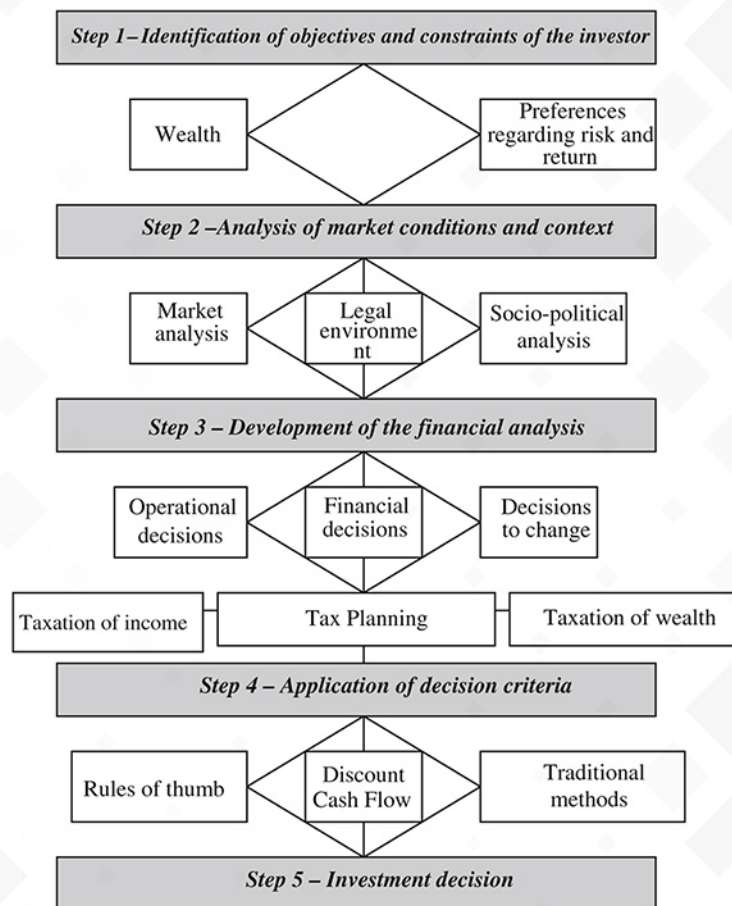 Step 1–Identification of objectives and constraints of the investor
Wealth
Preferences
regarding risk and
return
Step 2 –Analysis of market conditions and context
Market
analysis
Legal
environme
nt
Socio-political
analysis
Step 3 – Development of the financial analysis
Operational
decisions
Financial
decisions
Decisions
to change
Taxation of income
Tax Planning
Taxation of wealth
Step 4 – Application of decision criteria
Rules of thumb
Discount
Cash Flow
Traditional
methods
Step 5 – Investment decision